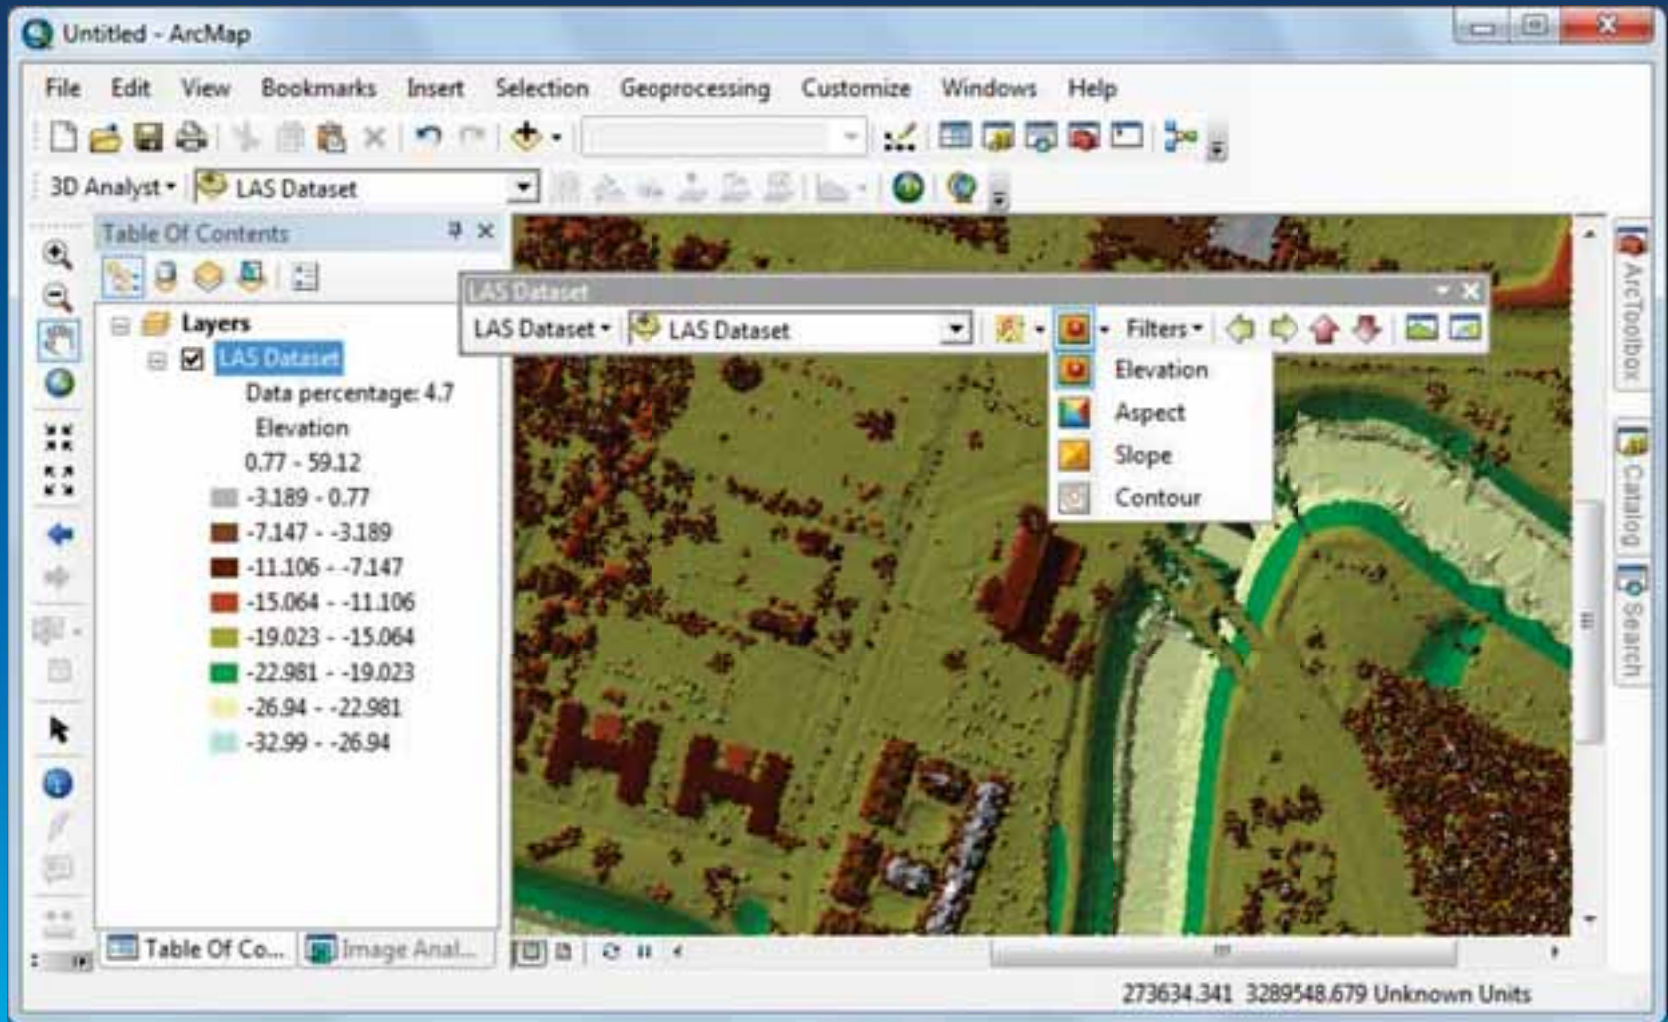 Untitled - ArcMap
File Edit View Bookmarks Insert Selection Geoprocessing Customize Windows Help
3D Analyst LAS Dataset
Table Of Contents
Layers
LAS Dataset
Data percentage: 4.7
Elevation
0.77 - 59.12
-3.189 - 0.77
-7.147 - -3.189
-11.106 - -7.147
-15.064 - -11.106
-19.023 - -15.064
-22.981 - -19.023
-26.94 - -22.981
-32.99 - -26.94
LAS Dataset
LAS Dataset LAS Dataset Filters
Elevation
Aspect
Slope
Contour
ArcToolbox
Catalog
Search
Table Of Co... Image Anal...
273634.341 3289548.679 Unknown Units